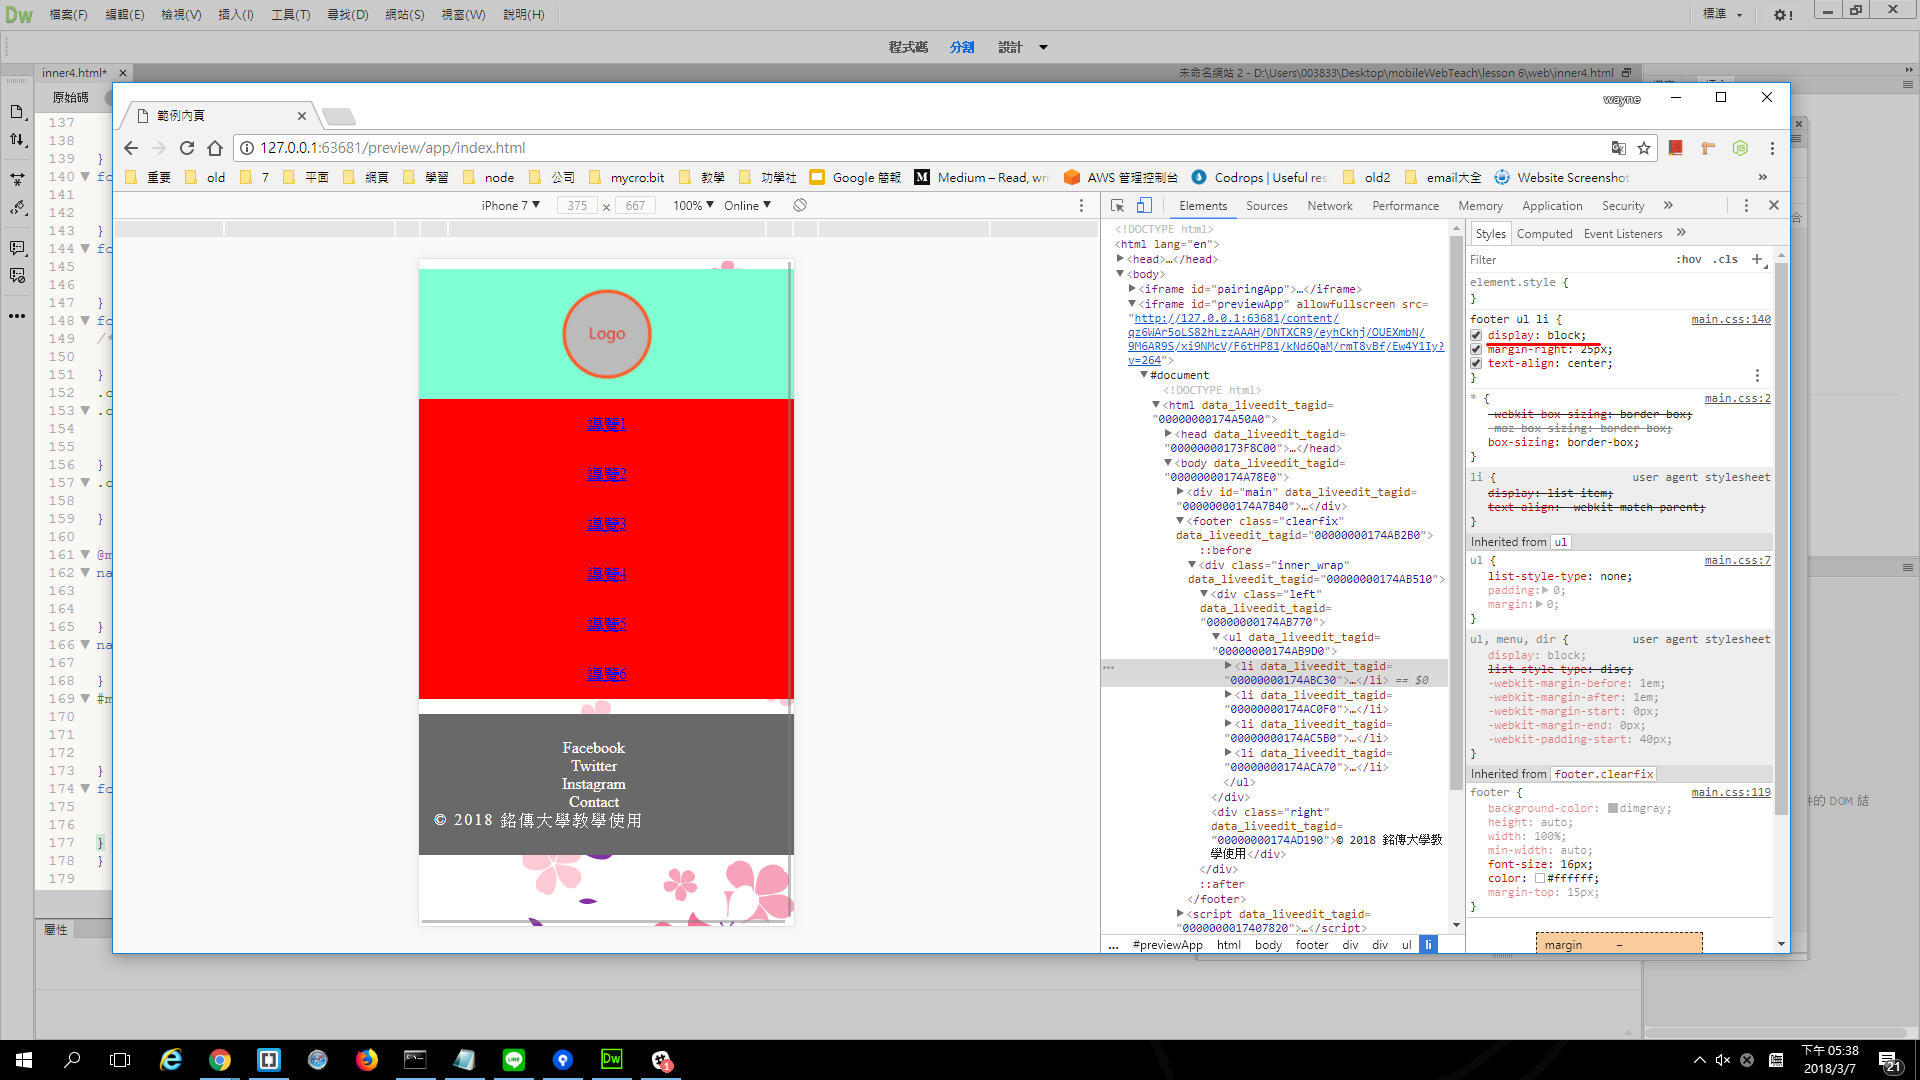 Dw 檔案(F) 編輯(E) 檢視(V) 插入(I) 工具(T) 尋找(D) 網站(S) 視窗(W) 說明(H) 標準
程式碼 分割 設計
inner4.html* 未命名網站 2 - D:\Users\003833\Desktop\mobileWebTeach\lesson 6\web\inner4.html
原始碼
137
138
139 }
140 fc
141
142
143 }
144 fc
145
146
147 }
148 fc
149 /*
150
151 }
152 .c
153 .c
154
155
156 }
157 .c
158
159 }
160
161 @m
162 na
163
164
165 }
166 na
167
168 }
169 #m
170
171
172
173 }
174 fc
175
176
177 }
178 }
179
屬性
wayne
範例內頁
127.0.0.1:63681/preview/app/index.html
重要 old 7 平面 網頁 學習 node 公司 mycro:bit 教學 功學社 Google 簡報 Medium – Read, wri AWS 管理控制台 Codrops | Useful res old2 email大全 Website Screenshot
iPhone 7 375 x 667 100% Online
Logo
導覽1
導覽2
導覽3
導覽4
導覽5
導覽6
Facebook
Twitter
Instagram
Contact
© 2018 銘傳大學教學使用
Elements Sources Network Performance Memory Application Security
<!DOCTYPE html>
<html lang="en">
<head>…</head>
<body>
<iframe id="pairingApp">…</iframe>
<iframe id="previewApp" allowfullscreen src=
"http://127.0.0.1:63681/content/
qz6WAr5oLS82hLzzAAAH/DNTXCR9/eyhCkhj/OUEXmbN/
9M6AR9S/xi9NMcV/F6tHP81/kNd6QaM/rmT8vBf/Ew4Y1Iy?
v=264">
#document
<!DOCTYPE html>
<html data_liveedit_tagid=
"00000000174A50A0">
<head data_liveedit_tagid=
"00000000173F8C00">…</head>
<body data_liveedit_tagid=
"00000000174A78E0">
<div id="main" data_liveedit_tagid=
"00000000174A7B40">…</div>
<footer class="clearfix"
data_liveedit_tagid="00000000174AB2B0">
::before
<div class="inner_wrap"
data_liveedit_tagid="00000000174AB510">
<div class="left"
data_liveedit_tagid=
"00000000174AB770">
<ul data_liveedit_tagid=
"00000000174AB9D0">
<li data_liveedit_tagid=
"00000000174ABC30">…</li> == $0
<li data_liveedit_tagid=
"00000000174AC0F0">…</li>
<li data_liveedit_tagid=
"00000000174AC5B0">…</li>
<li data_liveedit_tagid=
"00000000174ACA70">…</li>
</ul>
</div>
<div class="right"
data_liveedit_tagid=
"00000000174AD190">© 2018 銘傳大學教
學使用</div>
</div>
::after
</footer>
<script data_liveedit_tagid=
"0000000017407820">…</script>
... #previewApp html body footer div div ul li
Styles Computed Event Listeners
Filter :hov .cls
element.style {
}
footer ul li { main.css:140
display: block;
margin-right: 25px;
text-align: center;
}
* { main.css:2
-webkit-box-sizing: border-box;
-moz-box-sizing: border-box;
box-sizing: border-box;
}
li { user agent stylesheet
display: list-item;
text-align: -webkit-match-parent;
}
Inherited from ul
ul { main.css:7
list-style-type: none;
padding: 0;
margin: 0;
}
ul, menu, dir { user agent stylesheet
display: block;
list-style-type: disc;
-webkit-margin-before: 1em;
-webkit-margin-after: 1em;
-webkit-margin-start: 0px;
-webkit-margin-end: 0px;
-webkit-padding-start: 40px;
}
Inherited from footer.clearfix
footer { main.css:119
background-color: dimgray;
height: auto;
width: 100%;
min-width: auto;
font-size: 16px;
color: #ffffff;
margin-top: 15px;
}
margin –
件的 DOM 結
下午 05:38
2018/3/7
21